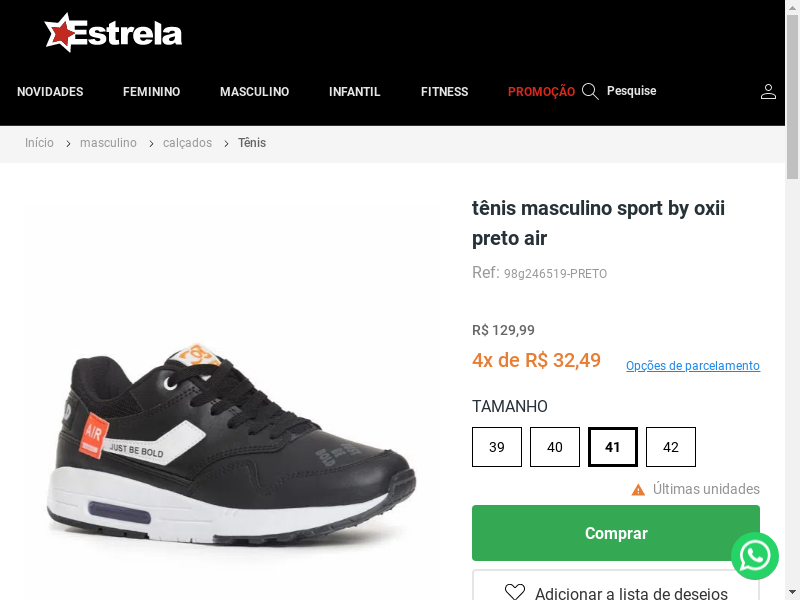 Estrela
NOVIDADES FEMININO MASCULINO INFANTIL FITNESS PROMOÇÃO Pesquise
Início masculino calçados Tênis
tênis masculino sport by oxii
preto air
Ref: 98g246519-PRETO
R$ 129,99
4x de R$ 32,49 Opções de parcelamento
TAMANHO
39 40 41 42
Últimas unidades
Comprar
Adicionar a lista de desejos
AIR
JUST BE BOLD